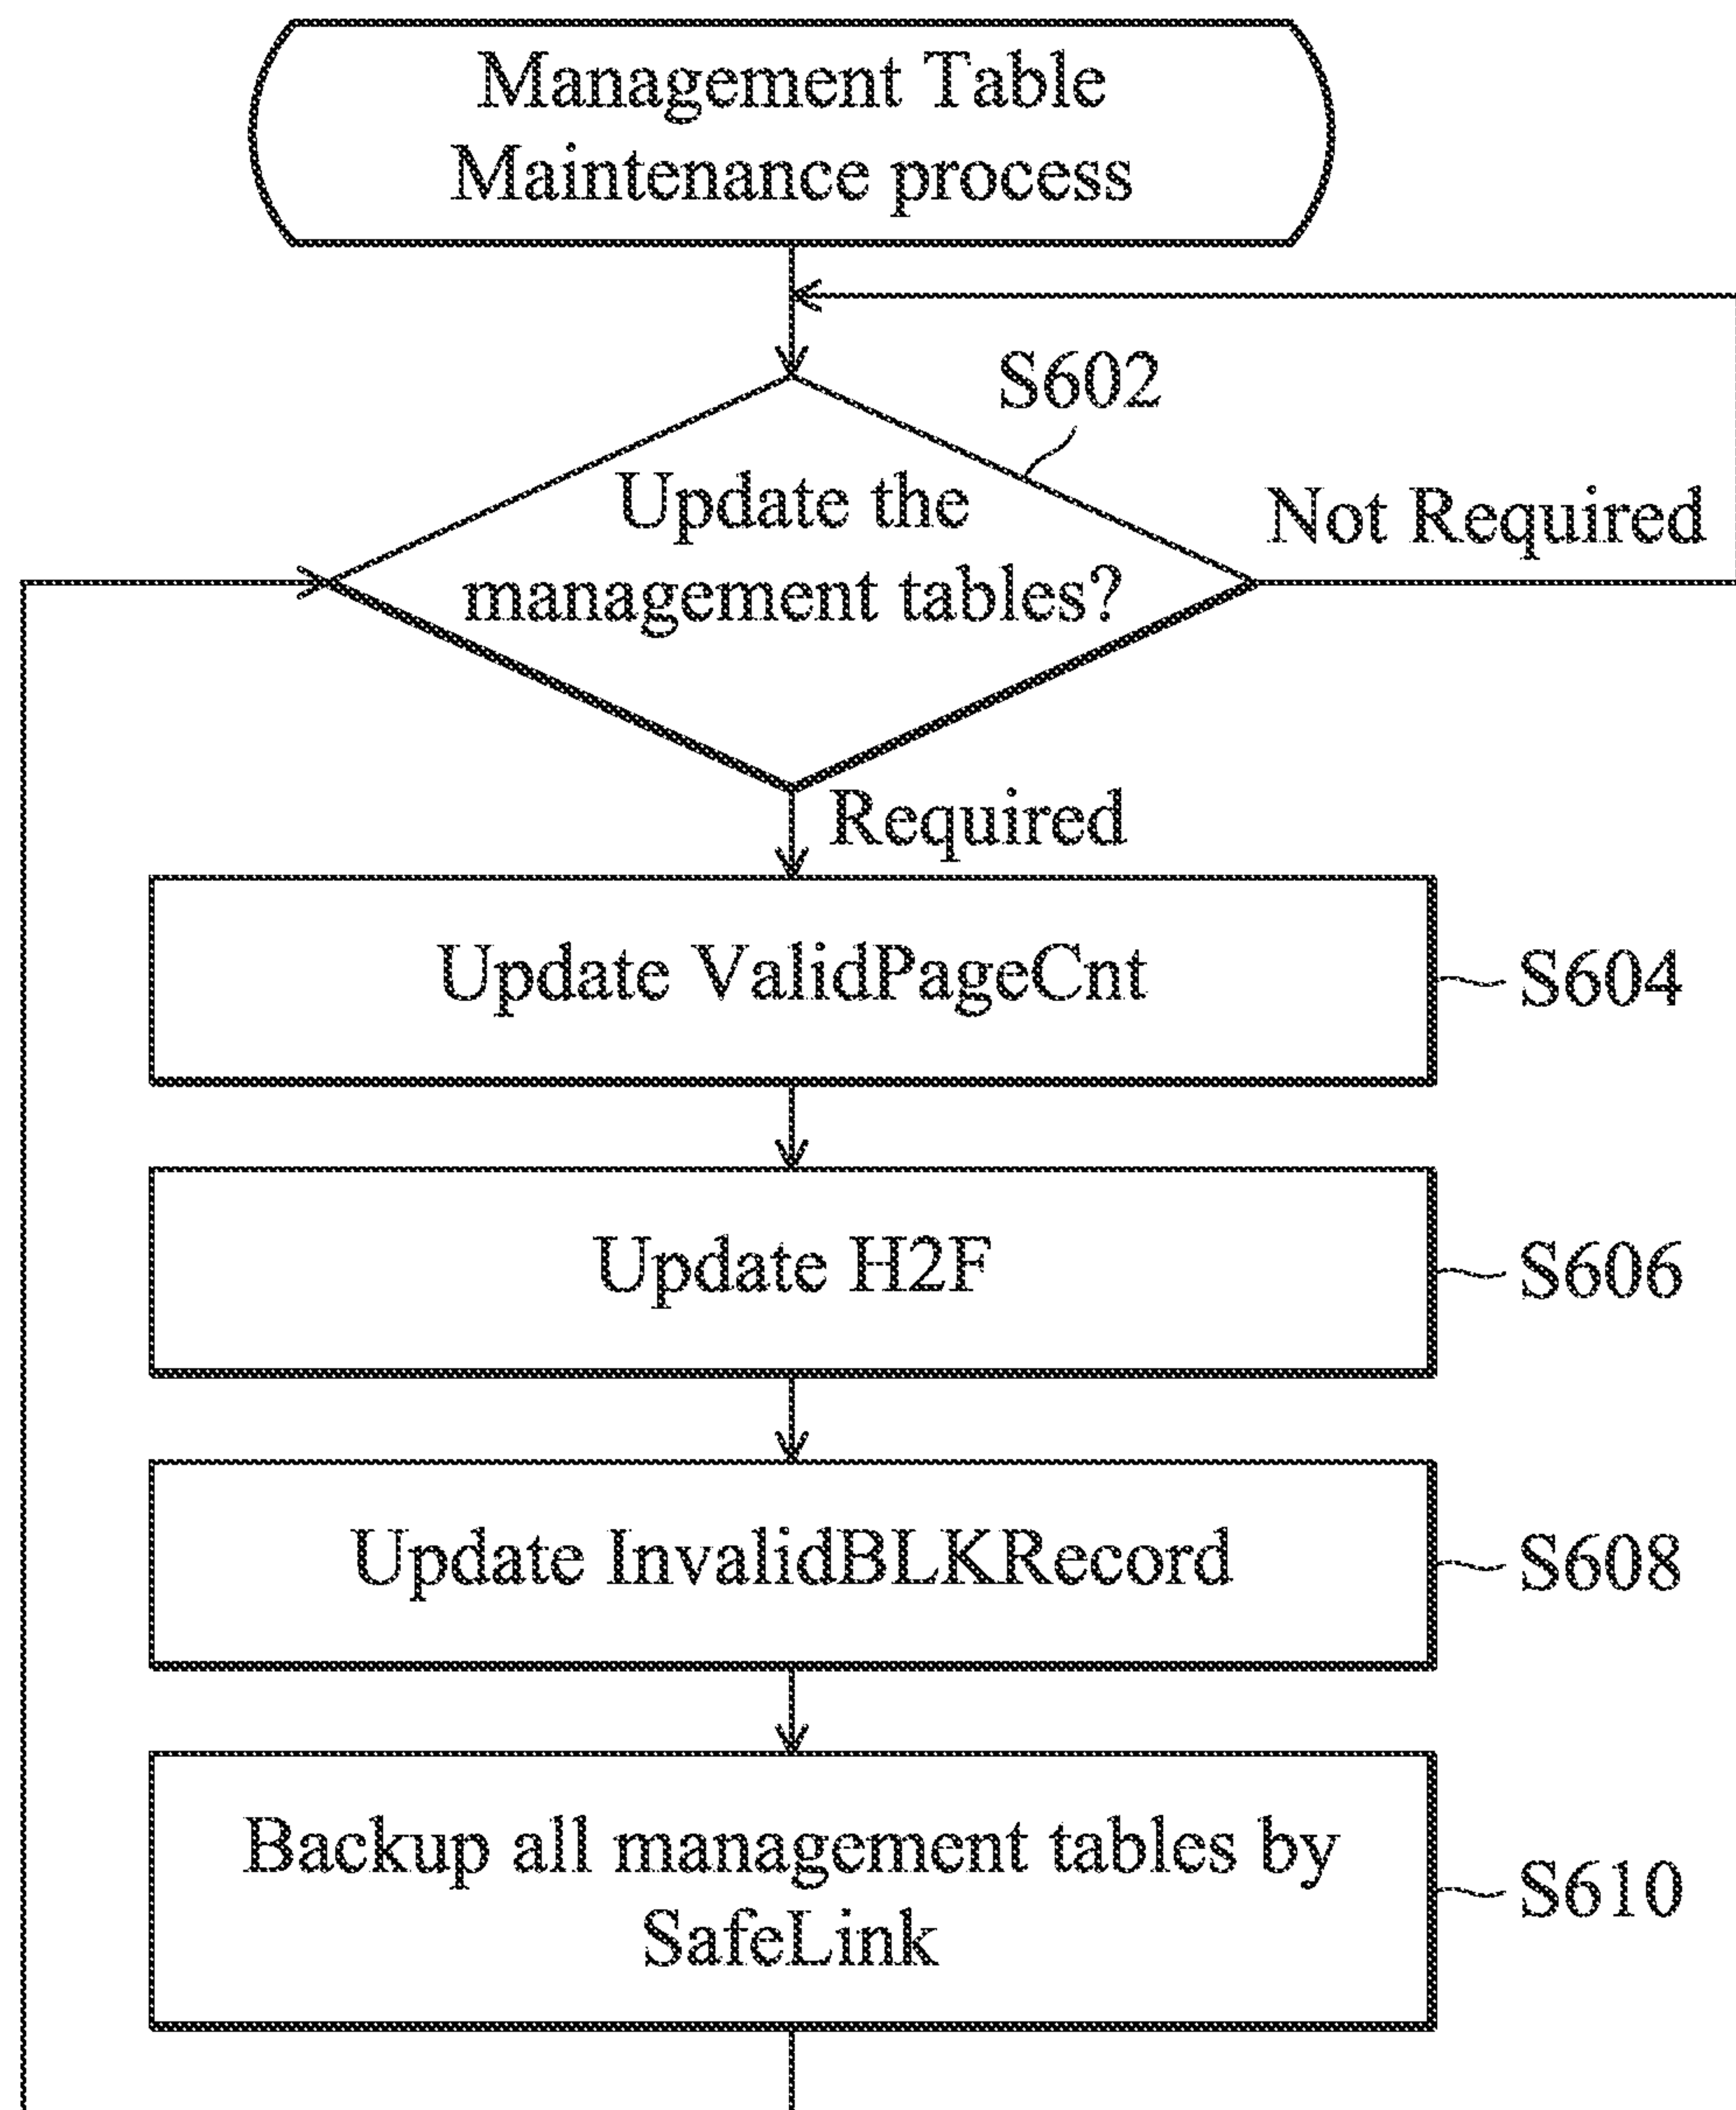 Management Table
Maintenance process
S602
Update the
management tables?
Not Required
Required
Update ValidPageCnt
S604
Update H2F
S606
Update InvalidBLKRecord
S608
Backup all management tables by
SafeLink
S610